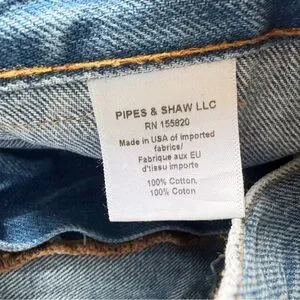 PIPES & SHAW LLC
RN 155820
Made in USA of imported
fabrics/
Fabrique aux EU
d'issu importe
100% Cotton,
100% Coton